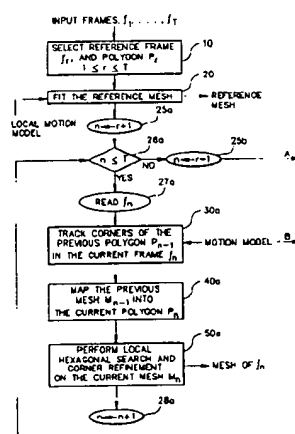 INPUT FRAMES, f1, . . . , fT
10
SELECT REFERENCE FRAME
fr, AND POLYGON Pr
1 ≤ r ≤ T
20
FIT THE REFERENCE MESH
REFERENCE
MESH
LOCAL MOTION
MODEL
25a
n←r+1
26a
n ≤ T
NO
25b
n←r-1
A
YES
27a
READ fn
30a
TRACK CORNERS OF THE
PREVIOUS POLYGON Pn-1
IN THE CURRENT FRAME fn
MOTION MODEL
B
40a
MAP THE PREVIOUS
MESH Mn-1 INTO
THE CURRENT POLYGON Pn
50a
PERFORM LOCAL
HEXAGONAL SEARCH AND
CORNER REFINEMENT
ON THE CURRENT MESH Mn
MESH OF fn
n←n+1
28a